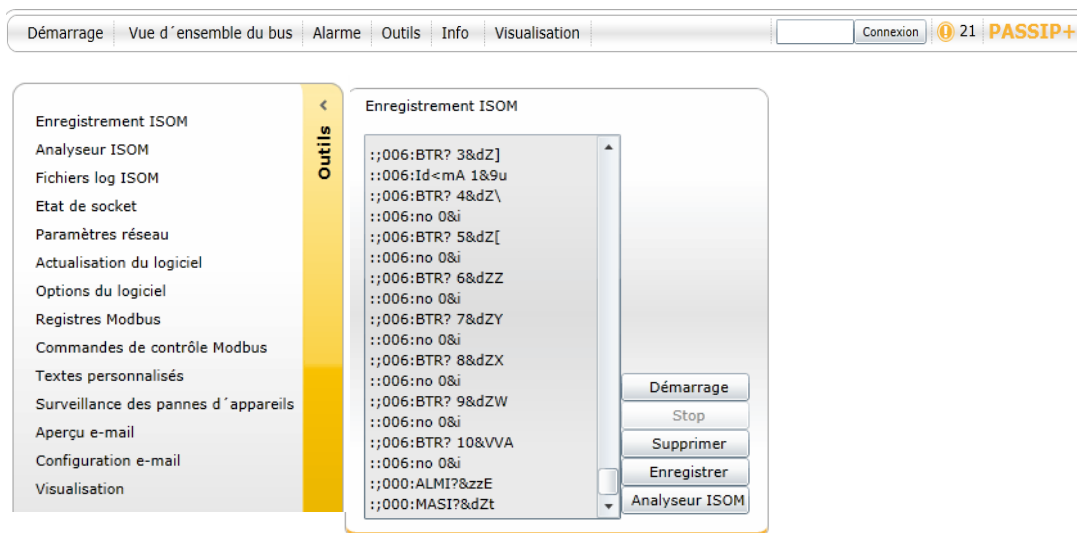 Démarrage Vue d´ensemble du bus Alarme Outils Info Visualisation Connexion 21 PASSIP+
Enregistrement ISOM
Analyseur ISOM
Fichiers log ISOM
Etat de socket
Paramètres réseau
Actualisation du logiciel
Options du logiciel
Registres Modbus
Commandes de contrôle Modbus
Textes personnalisés
Surveillance des pannes d´appareils
Aperçu e-mail
Configuration e-mail
Visualisation
Outils
Enregistrement ISOM
:;006:BTR? 3&dZ]
::006:Id<mA 1&9u
:;006:BTR? 4&dZ\
::006:no 0&i
:;006:BTR? 5&dZ[
::006:no 0&i
:;006:BTR? 6&dZZ
::006:no 0&i
:;006:BTR? 7&dZY
::006:no 0&i
:;006:BTR? 8&dZX
::006:no 0&i
:;006:BTR? 9&dZW
::006:no 0&i
:;006:BTR? 10&VVA
::006:no 0&i
:;000:ALMI?&zzE
:;000:MASI?&dZt
Démarrage
Stop
Supprimer
Enregistrer
Analyseur ISOM